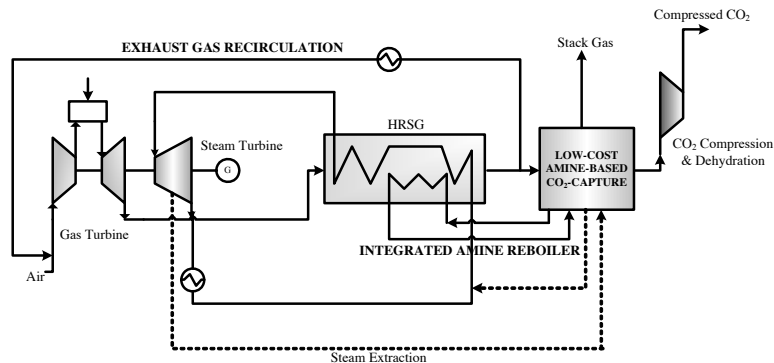 Compressed CO₂
EXHAUST GAS RECIRCULATION
Stack Gas
HRSG
Steam Turbine
G
CO₂ Compression
& Dehydration
LOW-COST
AMINE-BASED
CO₂-CAPTURE
Gas Turbine
INTEGRATED AMINE REBOILER
Air
Steam Extraction